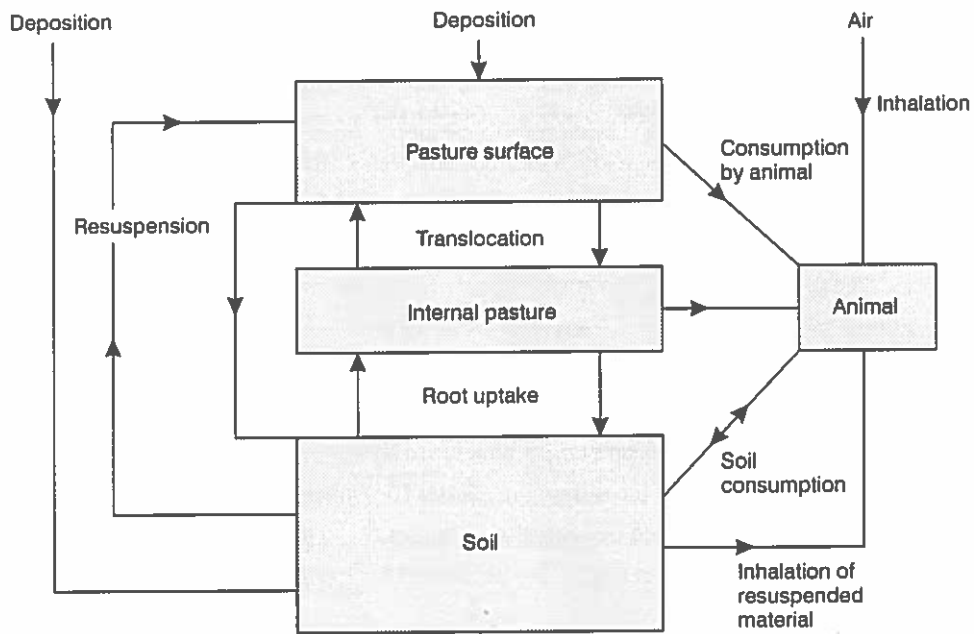 Deposition
Deposition
Air
Inhalation
Pasture surface
Consumption
by animal
Resuspension
Translocation
Internal pasture
Animal
Root uptake
Soil
consumption
Soil
Inhalation of
resuspended
material